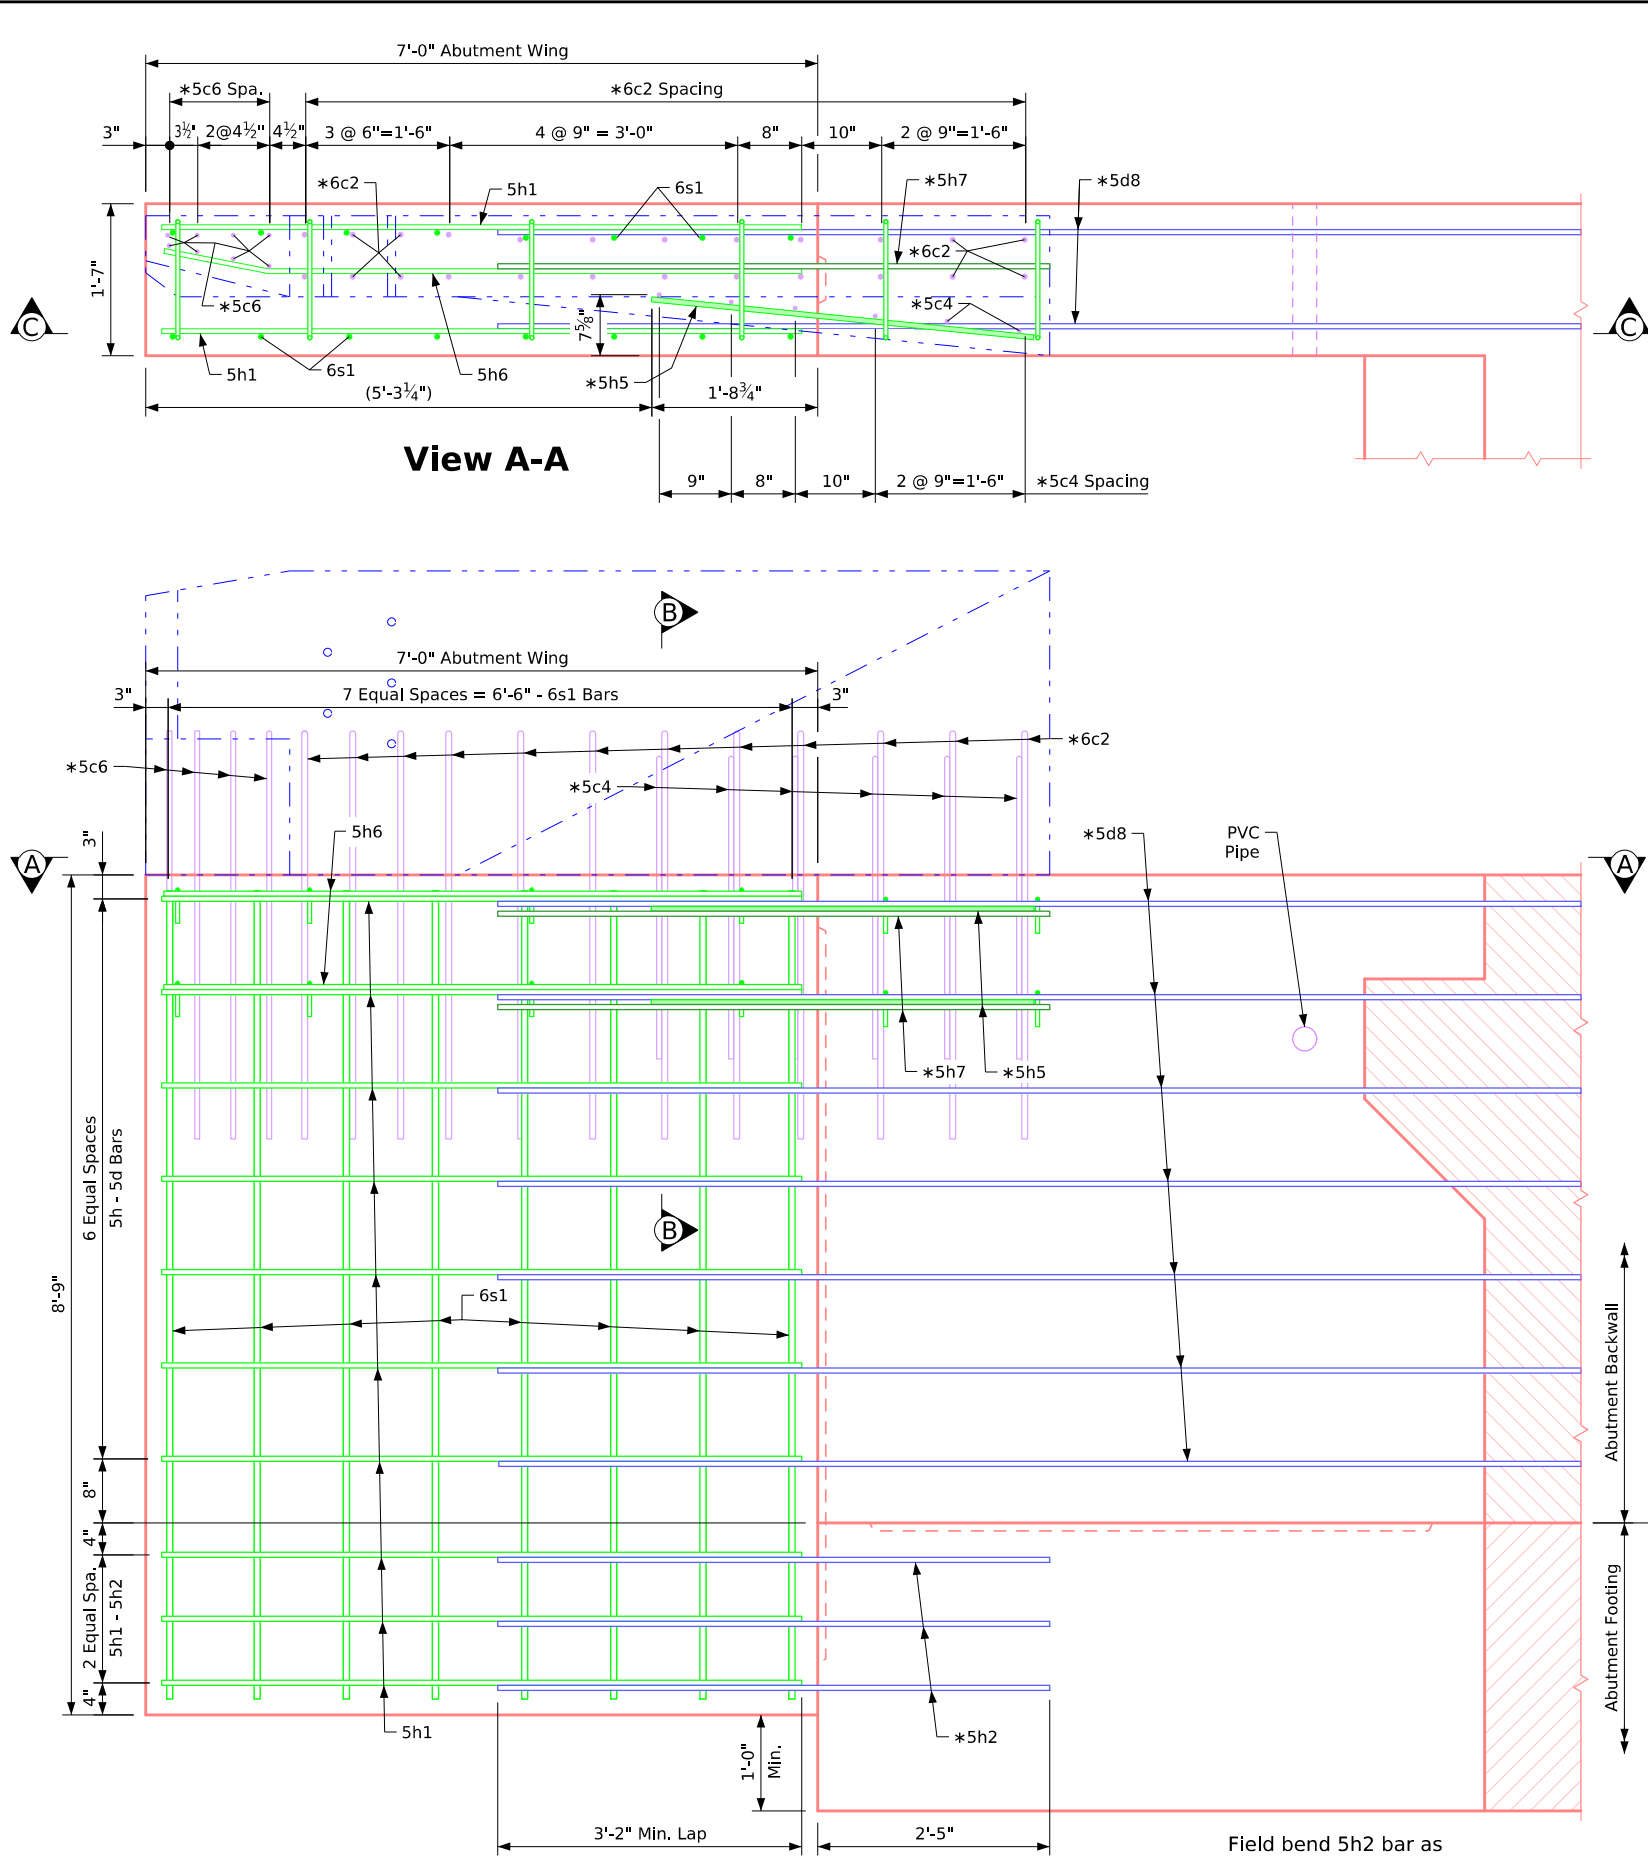 7'-0" Abutment Wing
∗5c6 Spa.
∗6c2 Spacing
3"
3½"
2@4½"
4½"
3 @ 6"=1'-6"
4 @ 9" = 3'-0"
8"
10"
2 @ 9"=1'-6"
∗6c2
5h1
6s1
∗5h7
∗5d8
1'-7"
∗6c2
∗5c6
∗5c4
7⅝"
C
C
5h1
6s1
5h6
∗5h5
(5'-3¼")
1'-8¾"
View A-A
9"
8"
10"
2 @ 9"=1'-6"
∗5c4 Spacing
B
7'-0" Abutment Wing
3"
7 Equal Spaces = 6'-6" - 6s1 Bars
3"
∗6c2
∗5c6
∗5c4
3"
5h6
∗5d8
PVC
Pipe
A
A
∗5h7
∗5h5
6 Equal Spaces
5h - 5d Bars
B
8'-9"
6s1
Abutment Backwall
8"
4"
2 Equal Spa.
5h1 - 5h2
Abutment Footing
4"
5h1
∗5h2
1'-0"
Min.
3'-2" Min. Lap
2'-5"
Field bend 5h2 bar as